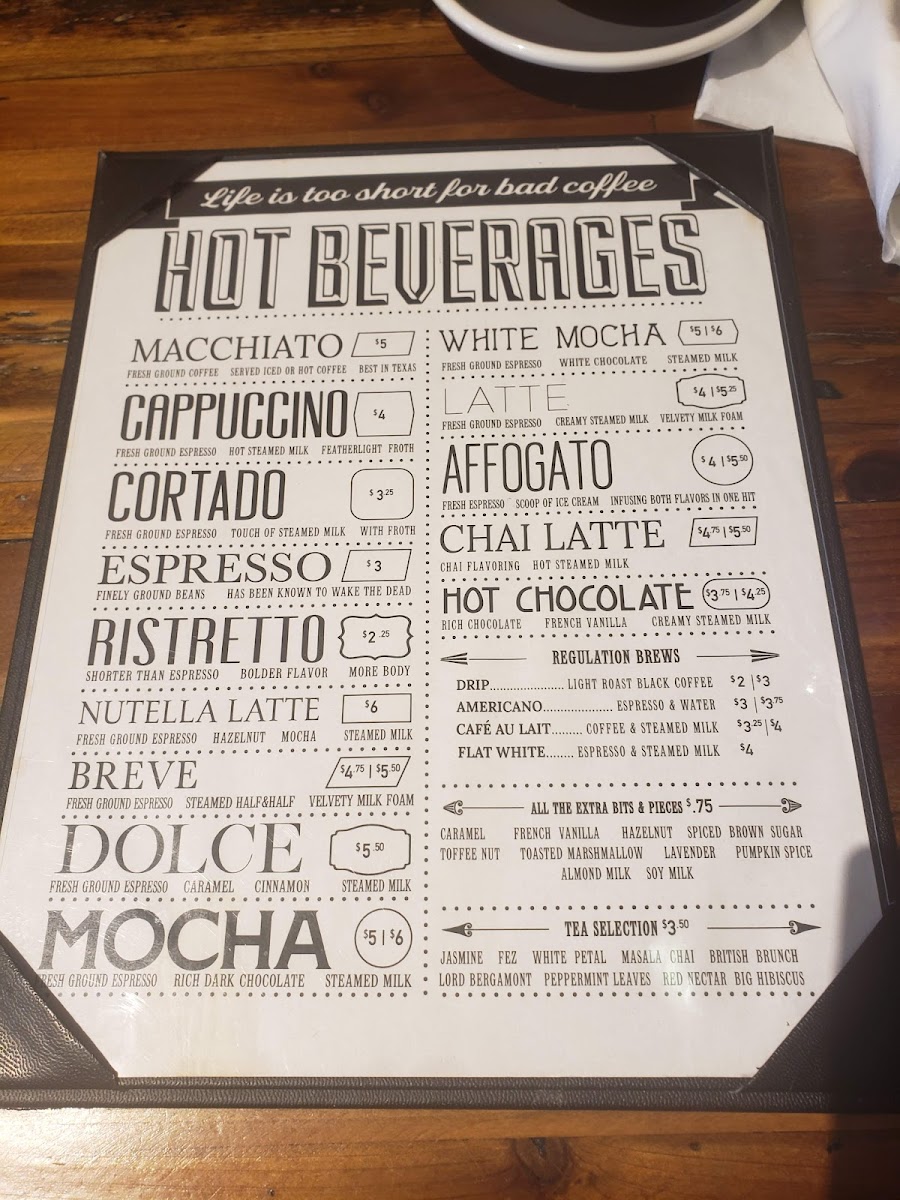 Life is too short for bad coffee
HOT BEVERAGES
MACCHIATO $5
FRESH GROUND COFFEE SERVED ICED OR HOT COFFEE BEST IN TEXAS
CAPPUCCINO $4
FRESH GROUND ESPRESSO HOT STEAMED MILK FEATHERLIGHT FROTH
CORTADO $3.25
FRESH GROUND ESPRESSO TOUCH OF STEAMED MILK WITH FROTH
ESPRESSO $3
FINELY GROUND BEANS HAS BEEN KNOWN TO WAKE THE DEAD
RISTRETTO $2.25
SHORTER THAN ESPRESSO BOLDER FLAVOR MORE BODY
NUTELLA LATTE $6
FRESH GROUND ESPRESSO HAZELNUT MOCHA STEAMED MILK
BREVE $4.75 | $5.50
FRESH GROUND ESPRESSO STEAMED HALF&HALF VELVETY MILK FOAM
DOLCE $5.50
FRESH GROUND ESPRESSO CARAMEL CINNAMON STEAMED MILK
MOCHA $5 | $6
FRESH GROUND ESPRESSO RICH DARK CHOCOLATE STEAMED MILK
WHITE MOCHA $5 | $6
FRESH GROUND ESPRESSO WHITE CHOCOLATE STEAMED MILK
LATTE $4 | $5.25
FRESH GROUND ESPRESSO CREAMY STEAMED MILK VELVETY MILK FOAM
AFFOGATO $4 | $5.50
FRESH ESPRESSO SCOOP OF ICE CREAM INFUSING BOTH FLAVORS IN ONE HIT
CHAI LATTE $4.75 | $5.50
CHAI FLAVORING HOT STEAMED MILK
HOT CHOCOLATE $3.75 | $4.25
RICH CHOCOLATE FRENCH VANILLA CREAMY STEAMED MILK
REGULATION BREWS
DRIP...................... LIGHT ROAST BLACK COFFEE $2 | $3
AMERICANO.................... ESPRESSO & WATER $3 | $3.75
CAFÉ AU LAIT......... COFFEE & STEAMED MILK $3.25 | $4
FLAT WHITE........ ESPRESSO & STEAMED MILK $4
ALL THE EXTRA BITS & PIECES $.75
CARAMEL FRENCH VANILLA HAZELNUT SPICED BROWN SUGAR
TOFFEE NUT TOASTED MARSHMALLOW LAVENDER PUMPKIN SPICE
ALMOND MILK SOY MILK
TEA SELECTION $3.50
JASMINE FEZ WHITE PETAL MASALA CHAI BRITISH BRUNCH
LORD BERGAMONT PEPPERMINT LEAVES RED NECTAR BIG HIBISCUS